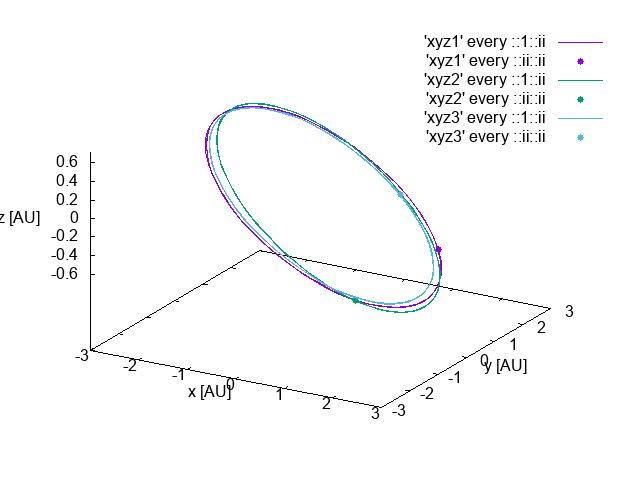 'xyz1' every ::1::ii
'xyz1' every ::ii::ii
'xyz2' every ::1::ii
'xyz2' every ::ii::ii
'xyz3' every ::1::ii
'xyz3' every ::ii::ii
0.6
0.4
0.2
z [AU]
0
-0.2
-0.4
-0.6
-3
-2
-1
0
1
2
3
x [AU]
-3
-2
-1
0
1
2
3
y [AU]